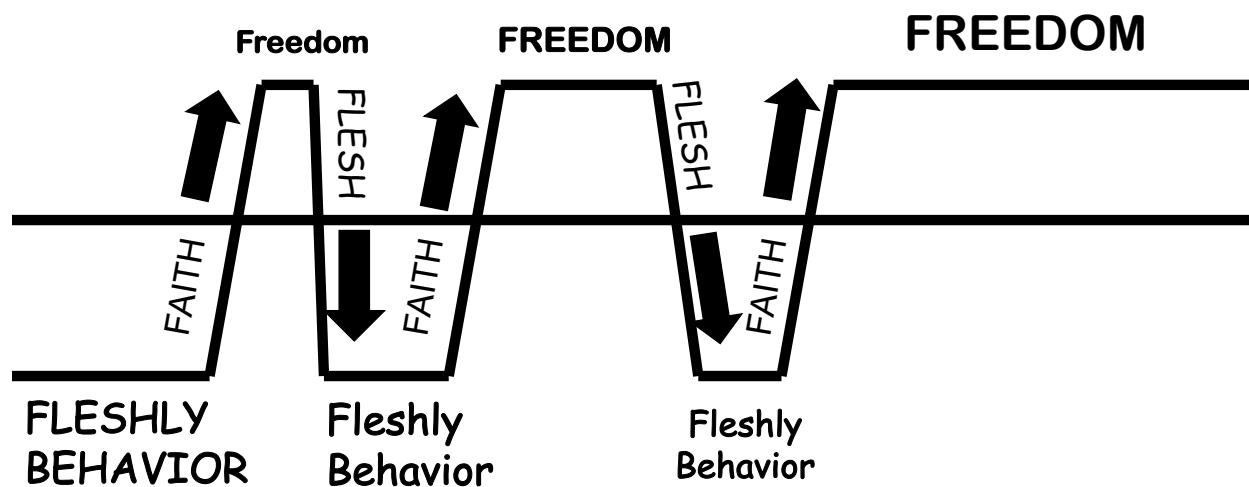 Freedom
FREEDOM
FREEDOM
FLESH
FLESH
FAITH
FAITH
FAITH
FLESHLY
BEHAVIOR
Fleshly
Behavior
Fleshly
Behavior